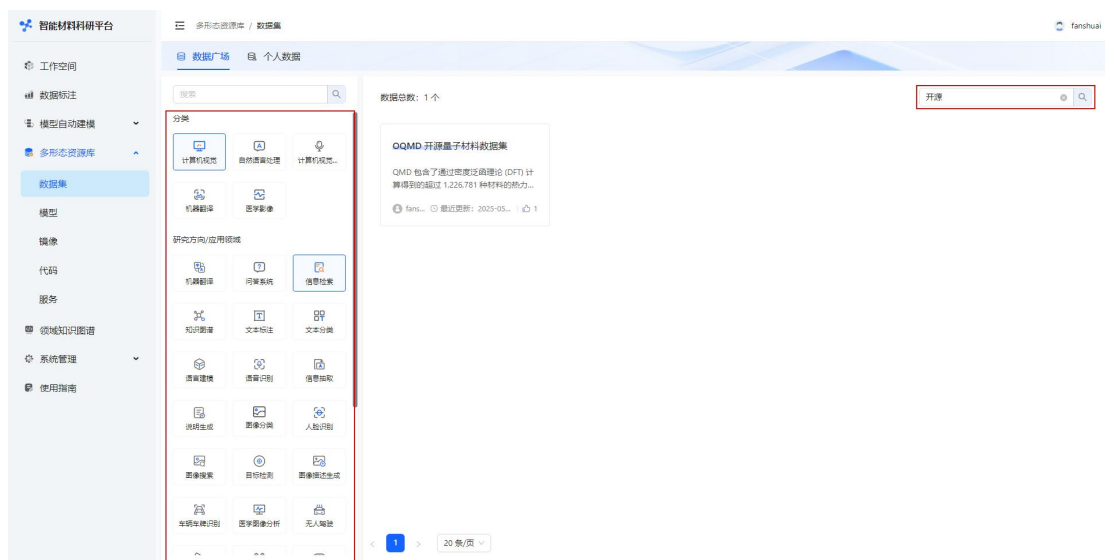 智能材料科研平台
多形态资源库 / 数据集
fanshuai
工作空间
数据标注
模型自动建模
多形态资源库
数据集
模型
镜像
代码
服务
领域知识图谱
系统管理
使用指南
数据广场 个人数据
搜索
分类
计算机视觉 自然语言处理 计算机视觉...
机器翻译 医学影像
研究方向/应用领域
机器翻译 问答系统 信息检索
知识图谱 文本标注 文本分类
语言建模 语音识别 信息抽取
说明生成 图像分类 人脸识别
图像搜索 目标检测 图像描述生成
车辆车牌识别 医学图像分析 无人驾驶
数据总数：1 个
开源
OQMD 开源量子材料数据集
QMD 包含了通过密度泛函理论 (DFT) 计
算得到的超过 1,226,781 种材料的热力...
fans... 最近更新：2025-05... 1
< 1 > 20 条/页